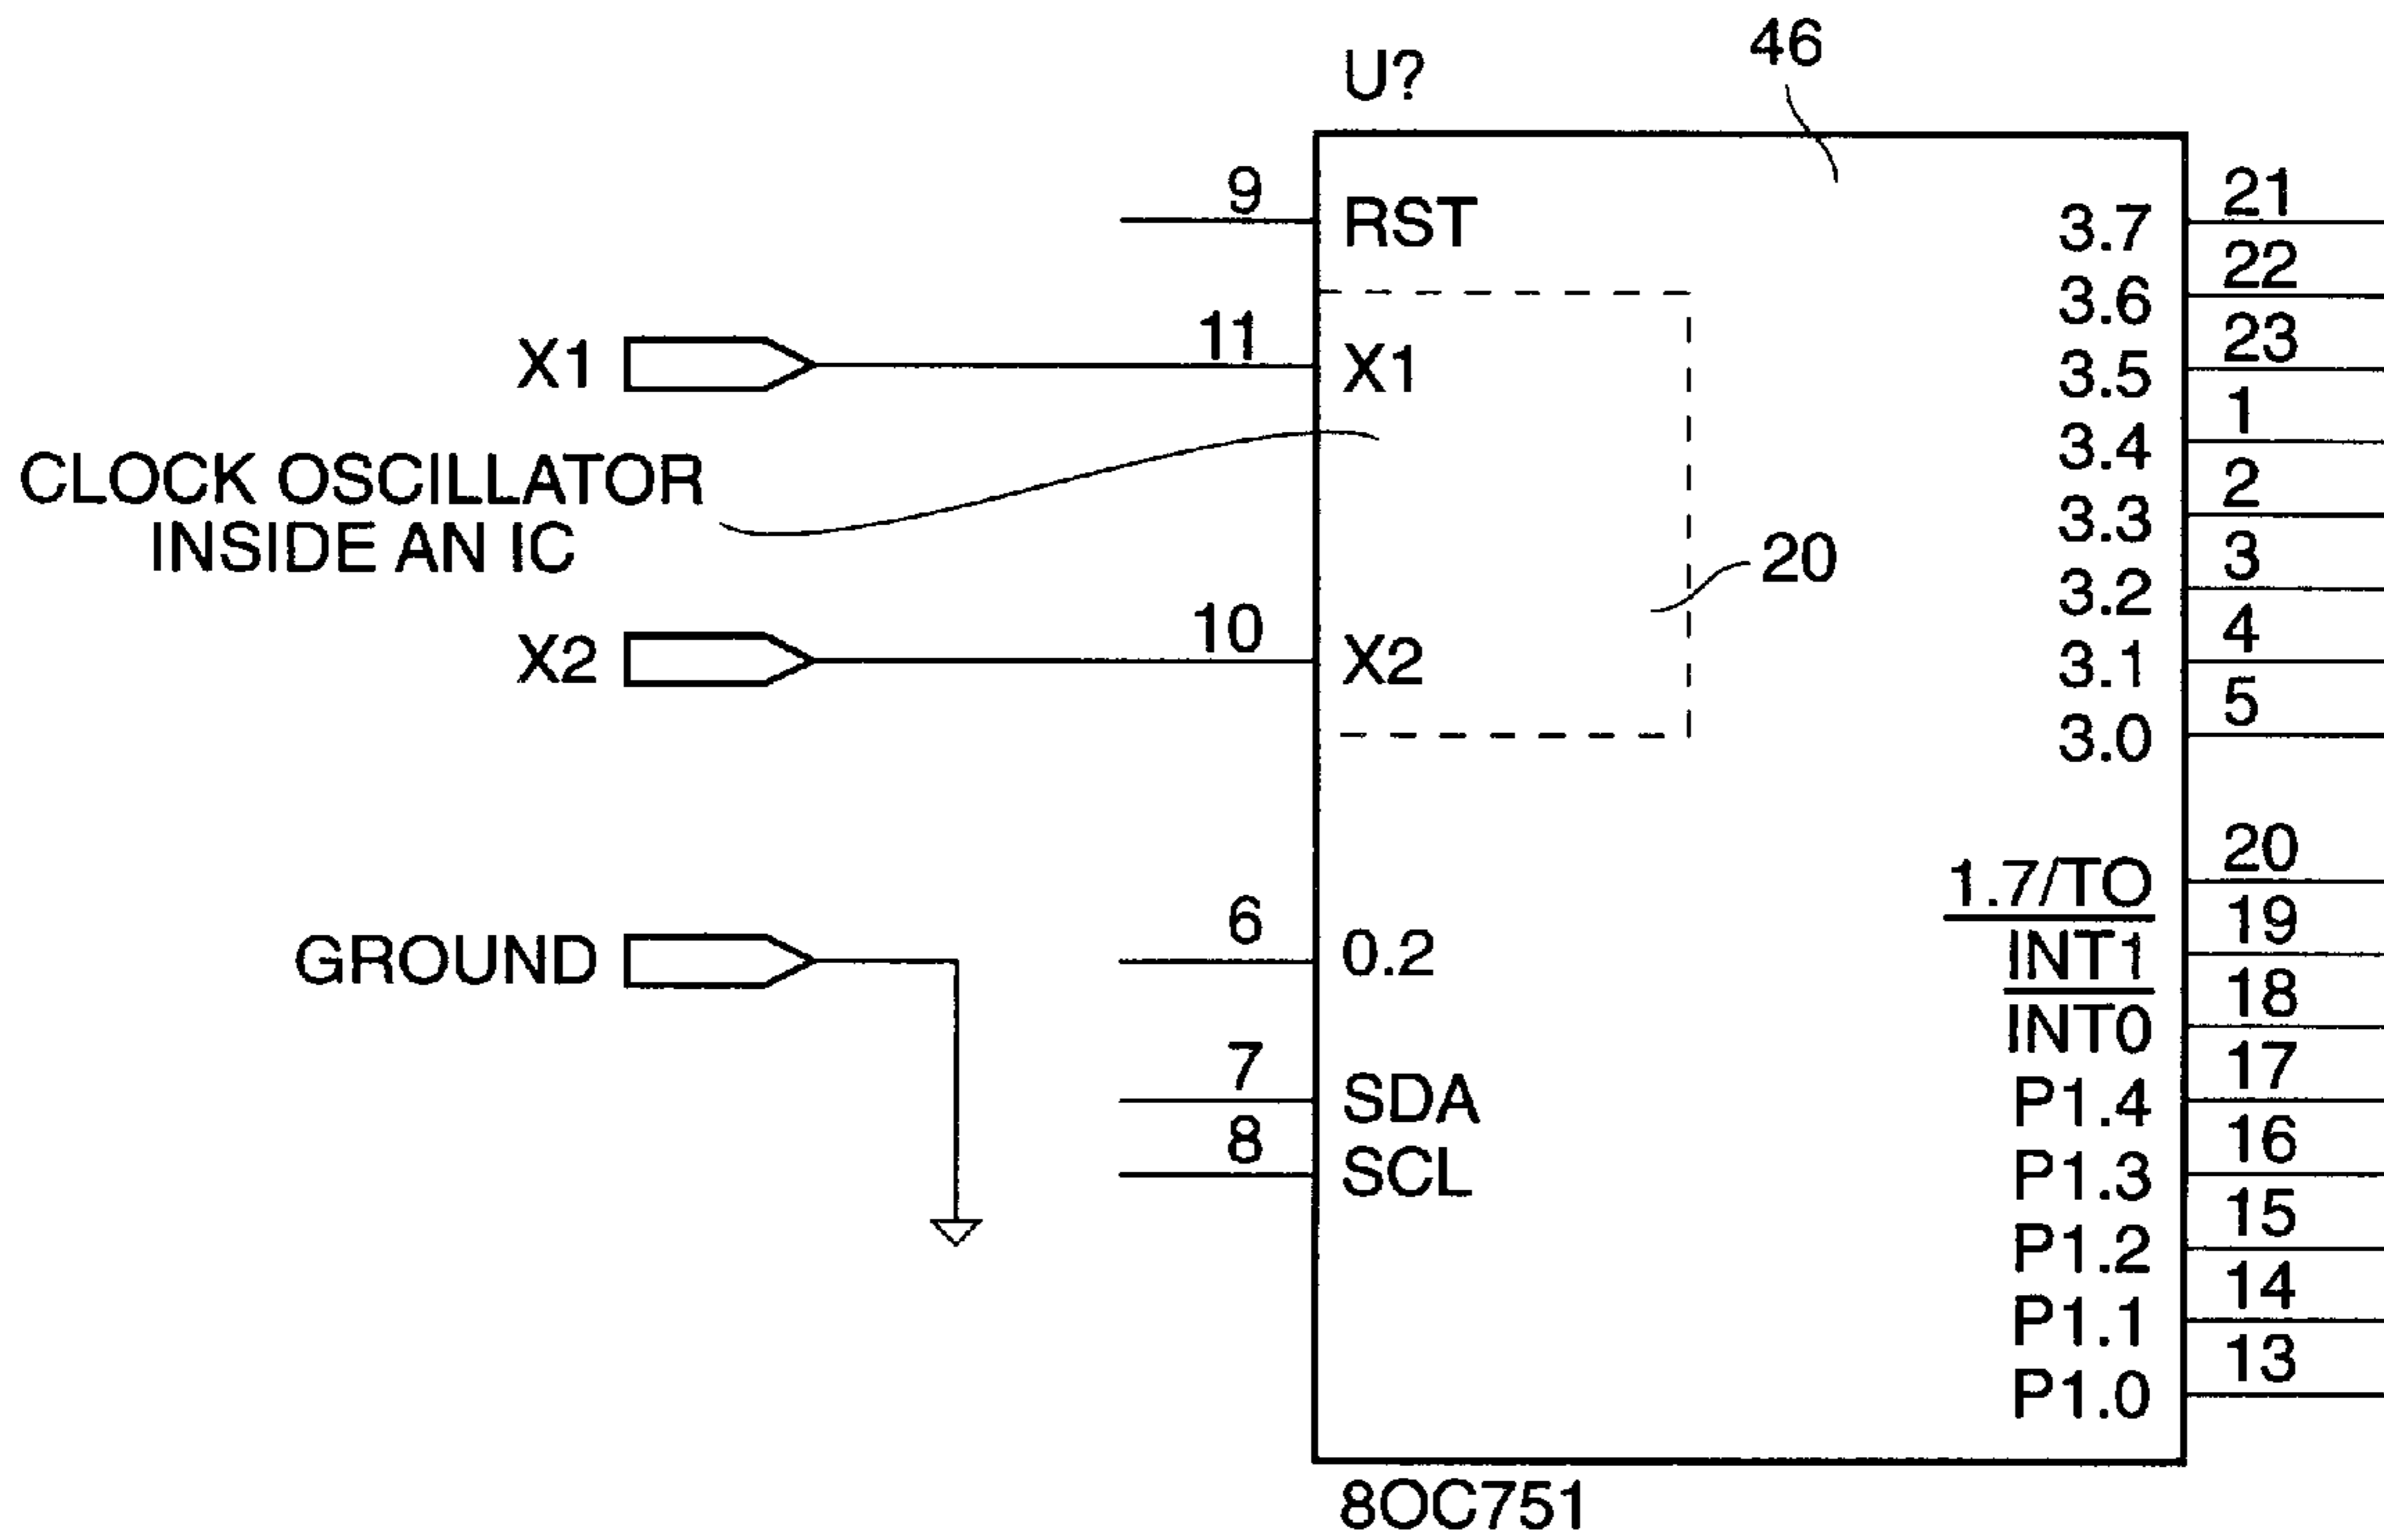 U?
46
9
RST
X1
11
X1
CLOCK OSCILLATOR
INSIDE AN IC
20
X2
10
X2
GROUND
6
0.2
7
SDA
8
SCL
3.7
21
3.6
22
3.5
23
3.4
1
3.3
2
3.2
3
3.1
4
3.0
5
1.7/TO
20
INT1
19
INT0
18
P1.4
17
P1.3
16
P1.2
15
P1.1
14
P1.0
13
8OC751